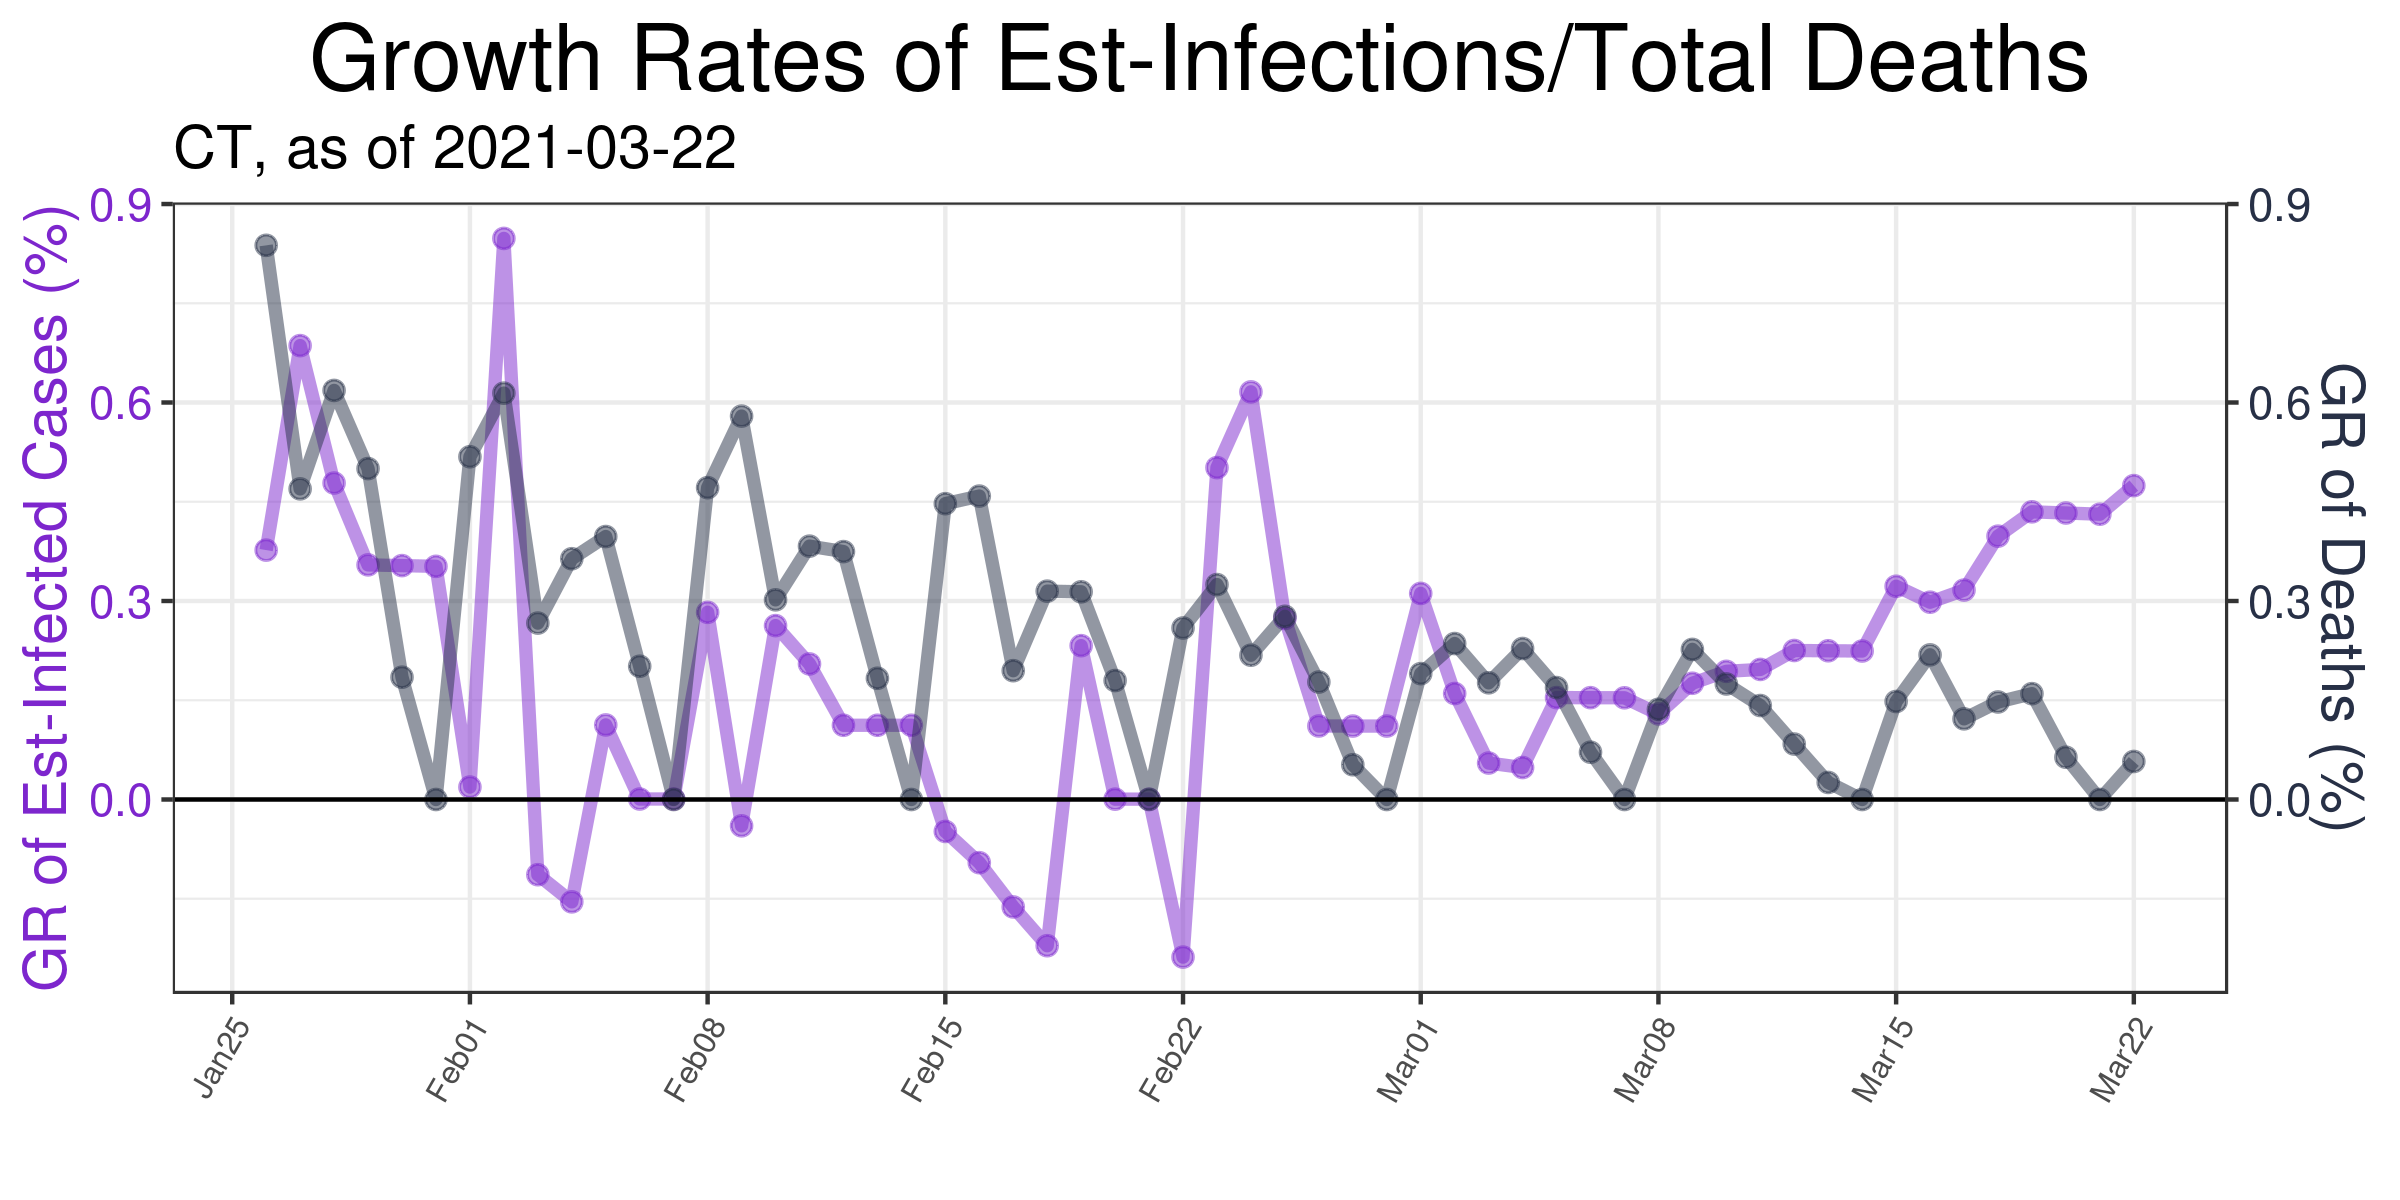 Growth Rates of Est-Infections/Total Deaths
CT, as of 2021-03-22
GR of Est-Infected Cases (%)
0.9
0.6
0.3
0.0
0.9
0.6
0.3
0.0
GR of Deaths (%)
Jan25
Feb01
Feb08
Feb15
Feb22
Mar01
Mar08
Mar15
Mar22